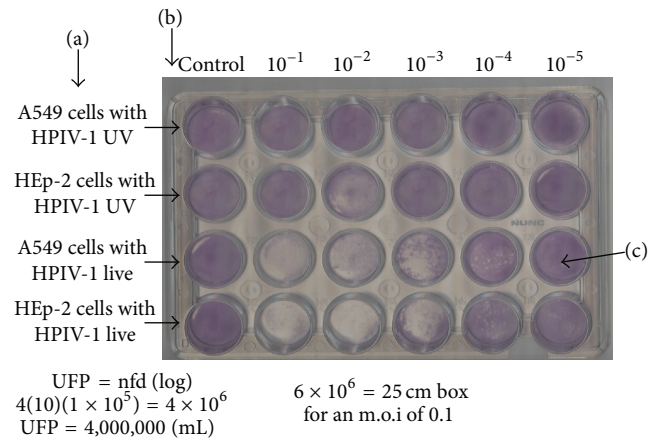 (b)
(a)
Control 10⁻¹ 10⁻² 10⁻³ 10⁻⁴ 10⁻⁵
A549 cells with
HPIV-1 UV
HEp-2 cells with
HPIV-1 UV
NUNC
A549 cells with
HPIV-1 live
(c)
HEp-2 cells with
HPIV-1 live
UFP = nfd (log)
4(10)(1 × 10⁵) = 4 × 10⁶
UFP = 4,000,000 (mL)
6 × 10⁶ = 25 cm box
for an m.o.i of 0.1